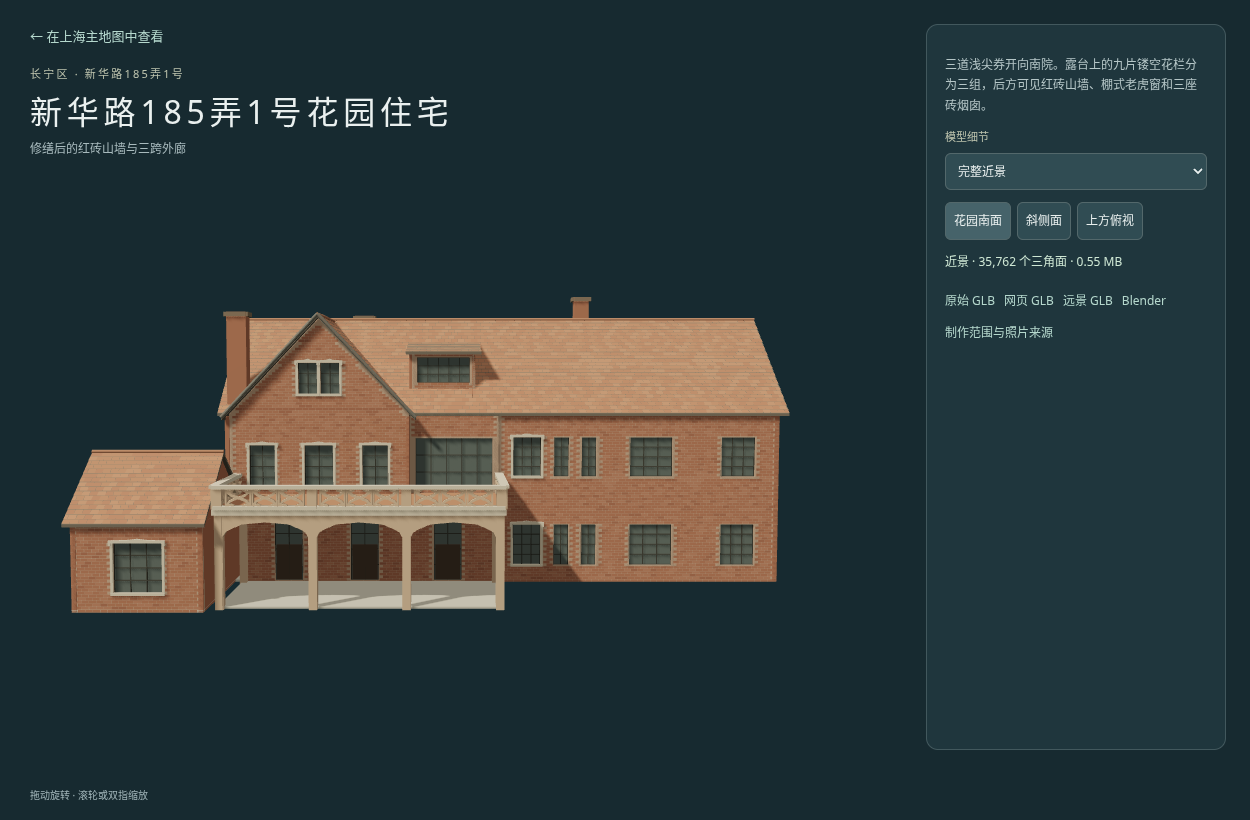 ← 在上海主地图中查看
长宁区 · 新华路185弄1号
新华路185弄1号花园住宅
修缮后的红砖山墙与三跨外廊
三道浅尖券开向南院。露台上的九片镂空花栏分
为三组，后方可见红砖山墙、棚式老虎窗和三座
砖烟囱。
模型细节
完整近景
花园南面 斜侧面 上方俯视
近景 · 35,762 个三角面 · 0.55 MB
原始 GLB 网页 GLB 远景 GLB Blender
制作范围与照片来源
拖动旋转 · 滚轮或双指缩放